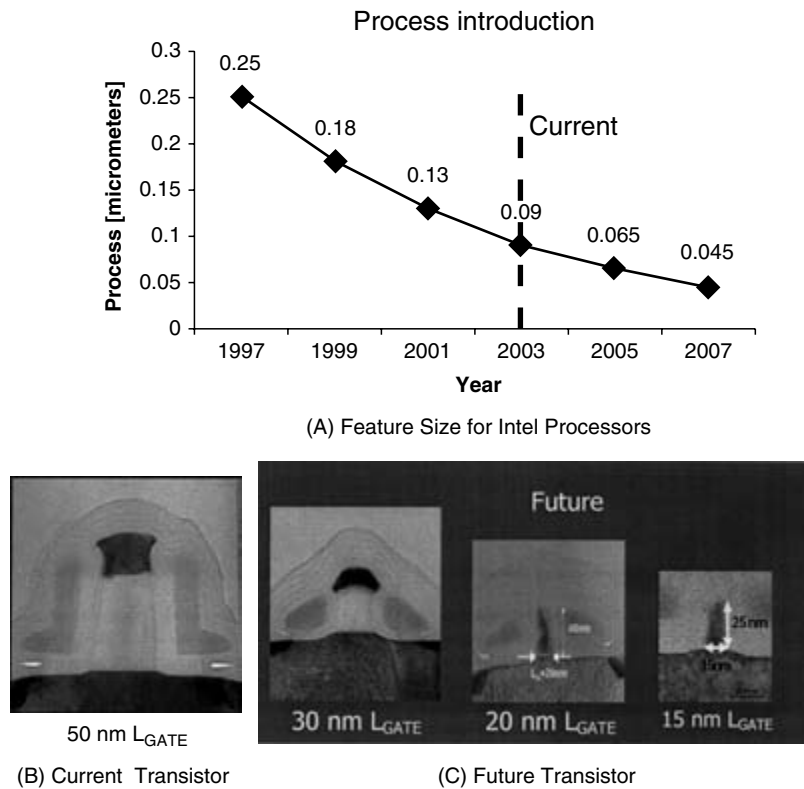 Process introduction
Process [micrometers]
0.3
0.25
0.2
0.15
0.1
0.05
0
0.25
0.18
0.13
0.09
0.065
0.045
Current
1997 1999 2001 2003 2005 2007
Year
(A) Feature Size for Intel Processors
Future
25nm
15nm
50 nm LGATE
30 nm LGATE
20 nm LGATE
15 nm LGATE
(B) Current Transistor
(C) Future Transistor